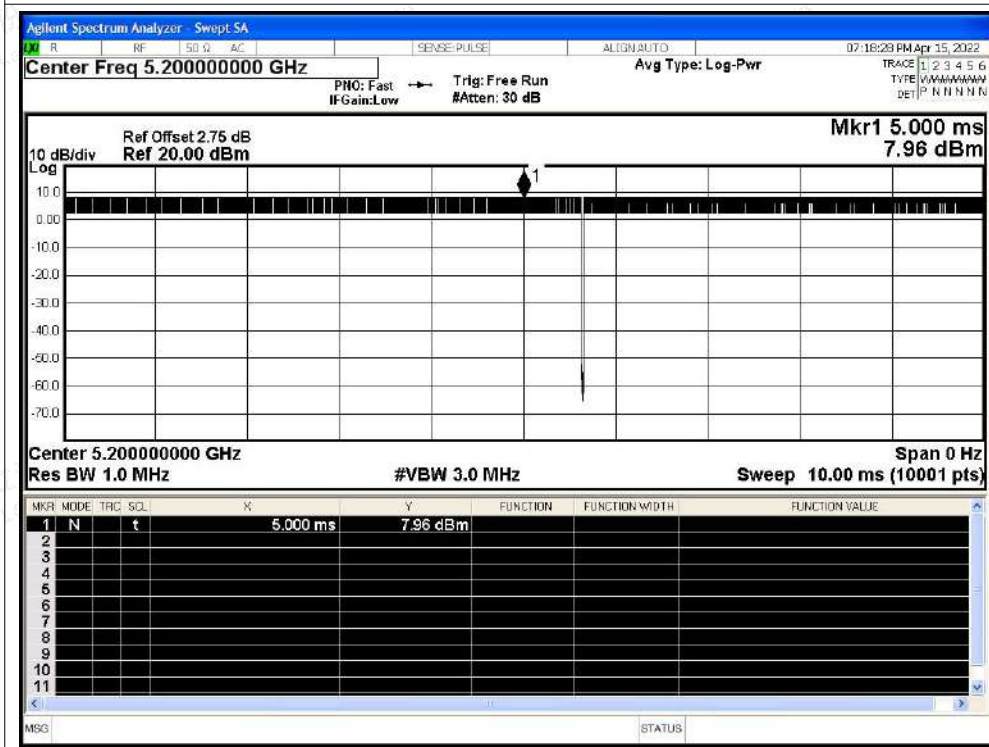 Agilent Spectrum Analyzer - Swept SA
LXI R RF 50 Ω AC SENSE:PULSE ALIGN AUTO 07:18:28 PM Apr 15, 2022
Center Freq 5.200000000 GHz Avg Type: Log-Pwr TRACE 1 2 3 4 5 6
PNO: Fast Trig: Free Run TYPE
IFGain:Low #Atten: 30 dB DET P N N N N N
Mkr1 5.000 ms
Ref Offset 2.75 dB
10 dB/div Ref 20.00 dBm 7.96 dBm
Log
1
10.0
0.00
-10.0
-20.0
-30.0
-40.0
-50.0
-60.0
-70.0
Center 5.200000000 GHz Span 0 Hz
Res BW 1.0 MHz #VBW 3.0 MHz Sweep 10.00 ms (10001 pts)
MKR MODE TRC SCL X Y FUNCTION FUNCTION WIDTH FUNCTION VALUE
1 N t 5.000 ms 7.96 dBm
2
3
4
5
6
7
8
9
10
11
MSG STATUS